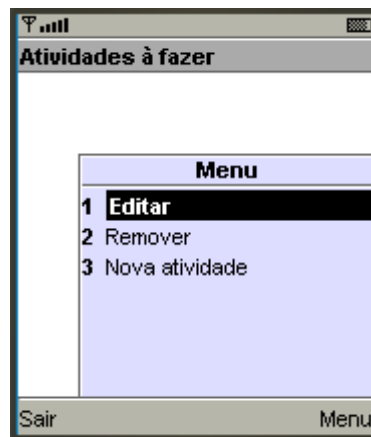 Atividades à fazer
Menu
1 Editar
2 Remover
3 Nova atividade
Sair Menu